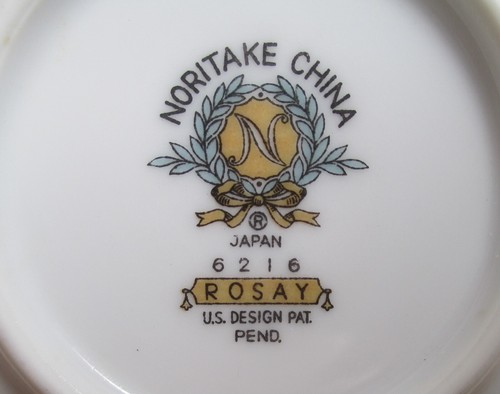 NORITAKE CHINA
N
®
JAPAN
6216
ROSAY
U.S. DESIGN PAT.
PEND.